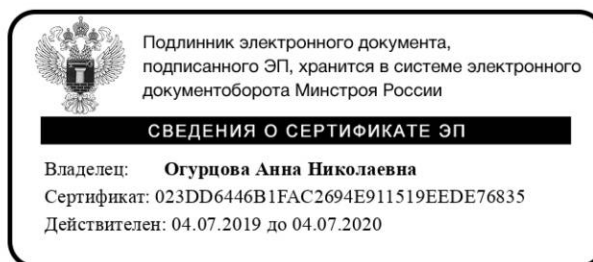 Подлинник электронного документа,
подписанного ЭП, хранится в системе электронного
документоборота Минстроя России
СВЕДЕНИЯ О СЕРТИФИКАТЕ ЭП
Владелец: Огурцова Анна Николаевна
Сертификат: 023DD6446B1FAC2694E911519EEDE76835
Действителен: 04.07.2019 до 04.07.2020